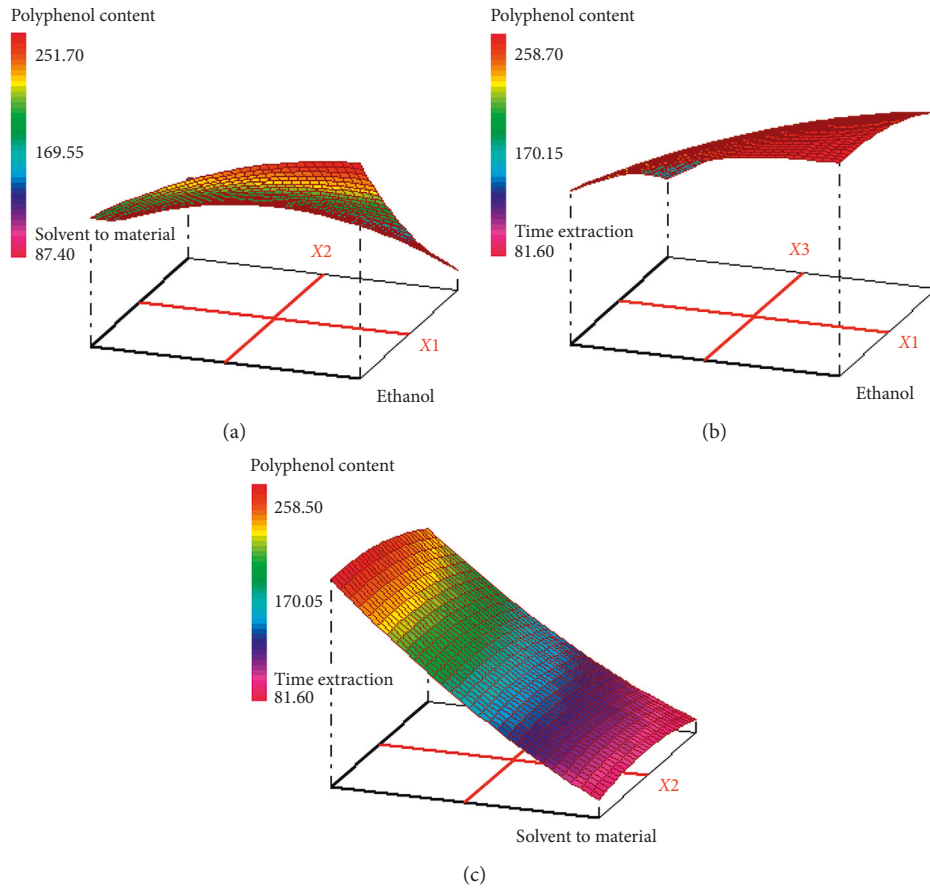 Polyphenol content
251.70
169.55
Solvent to material
87.40
X2
X1
Ethanol
(a)
Polyphenol content
258.70
170.15
Time extraction
81.60
X3
X1
Ethanol
(b)
Polyphenol content
258.50
170.05
Time extraction
81.60
X2
Solvent to material
(c)